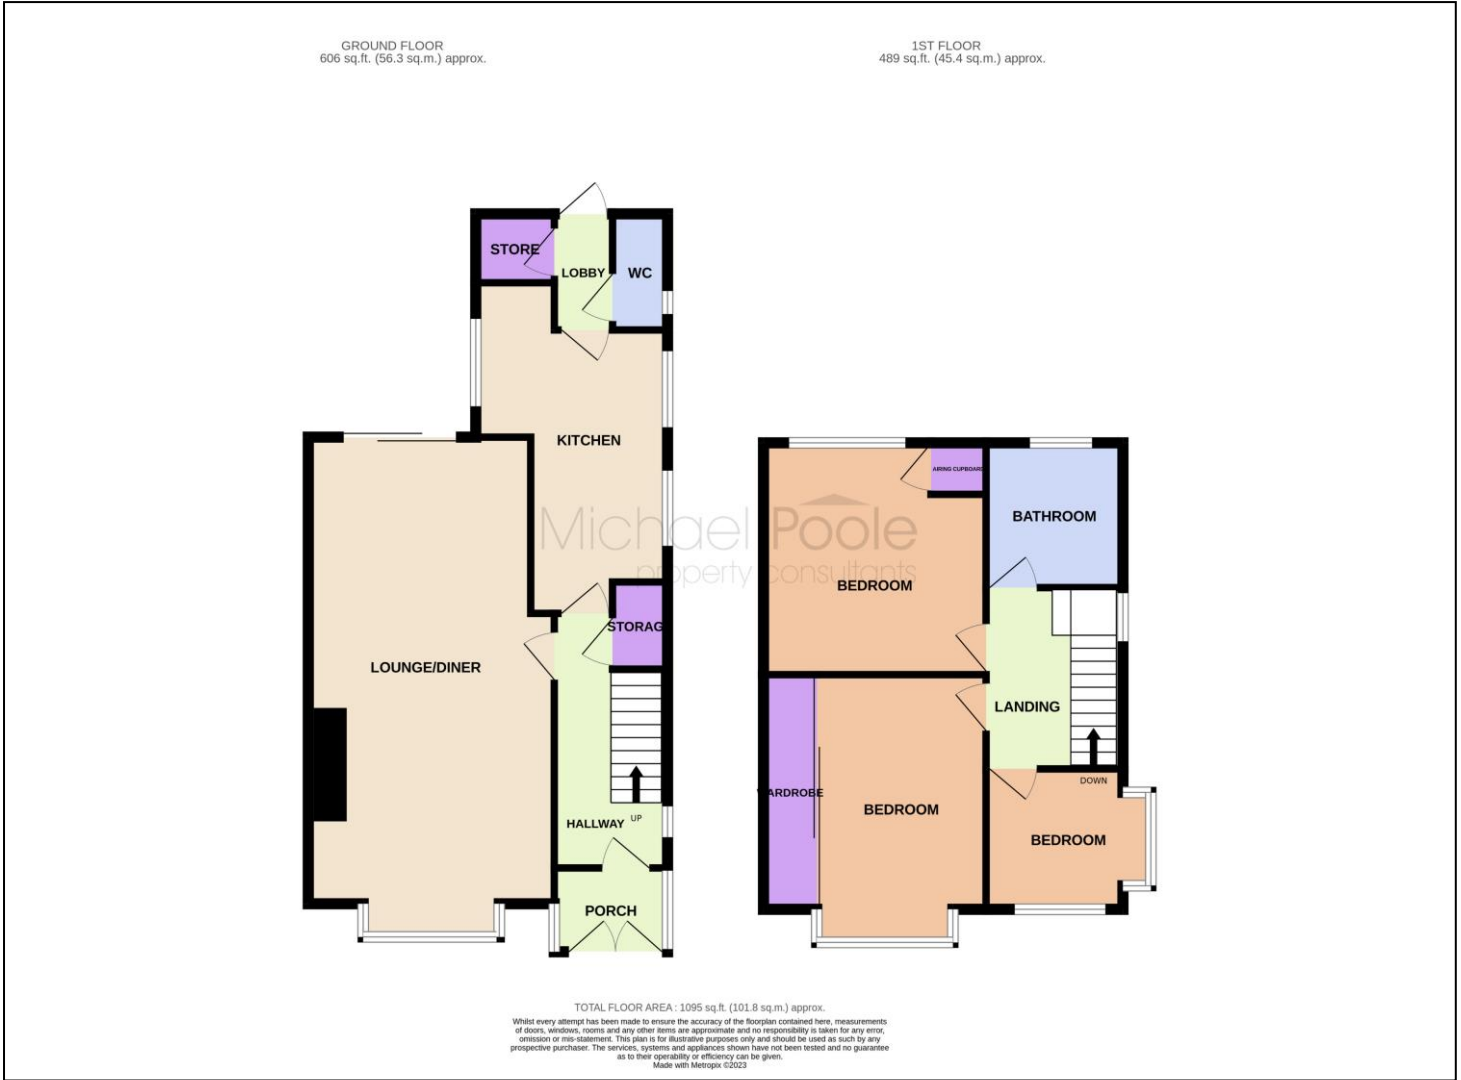 GROUND FLOOR
606 sq.ft. (56.3 sq.m.) approx.
1ST FLOOR
489 sq.ft. (45.4 sq.m.) approx.
STORE
LOBBY
WC
KITCHEN
LOUNGE/DINER
STORAG
HALLWAY
UP
PORCH
AIRING CUPBOARD
BATHROOM
BEDROOM
LANDING
WARDROBE
BEDROOM
DOWN
BEDROOM
Michael Poole
property consultants
TOTAL FLOOR AREA : 1095 sq.ft. (101.8 sq.m.) approx.
Whilst every attempt has been made to ensure the accuracy of the floorplan contained here, measurements
of doors, windows, rooms and any other items are approximate and no responsibility is taken for any error,
omission or mis-statement. This plan is for illustrative purposes only and should be used as such by any
prospective purchaser. The services, systems and appliances shown have not been tested and no guarantee
as to their operability or efficiency can be given.
Made with Metropix ©2023